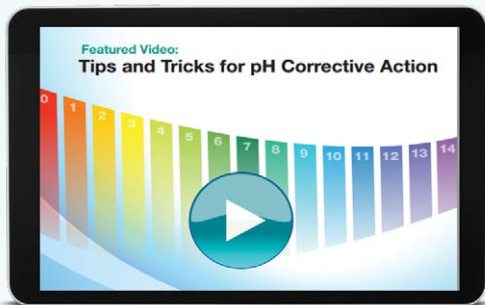 Featured Video:
Tips and Tricks for pH Corrective Action
0 1 2 3 4 5 6 7 8 9 10 11 12 13 14